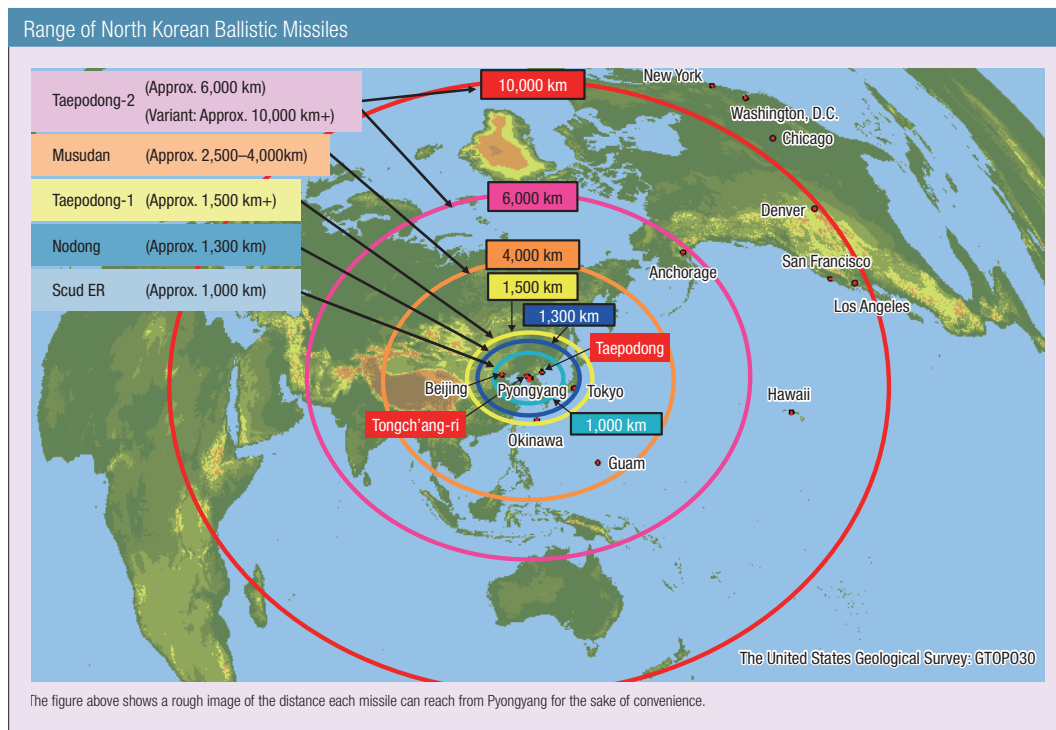 Range of North Korean Ballistic Missiles
Taepodong-2 (Approx. 6,000 km)
(Variant: Approx. 10,000 km+)
Musudan (Approx. 2,500–4,000km)
Taepodong-1 (Approx. 1,500 km+)
Nodong (Approx. 1,300 km)
Scud ER (Approx. 1,000 km)
10,000 km
New York
Washington, D.C.
Chicago
6,000 km
Denver
4,000 km
San Francisco
Anchorage
1,500 km
Los Angeles
1,300 km
Taepodong
Beijing
Pyongyang
Tokyo
Hawaii
Tongch'ang-ri
1,000 km
Okinawa
Guam
The United States Geological Survey: GTOPO30
The figure above shows a rough image of the distance each missile can reach from Pyongyang for the sake of convenience.